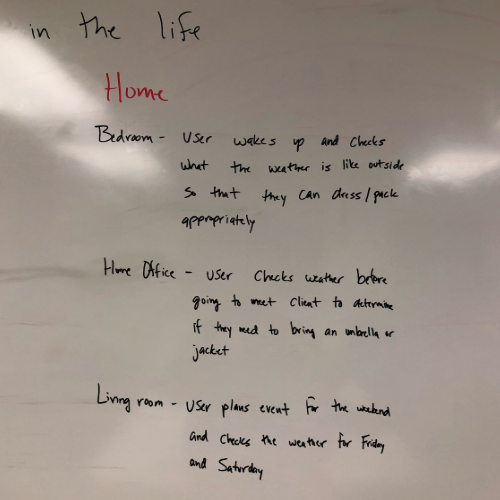 in the life
Home
Bedroom - User wakes up and checks
what the weather is like outside
so that they can dress/pack
appropriately
Home Office - User checks weather before
going to meet client to determine
if they need to bring an umbrella or
jacket
Living room - User plans event for the weekend
and checks the weather for Friday
and Saturday